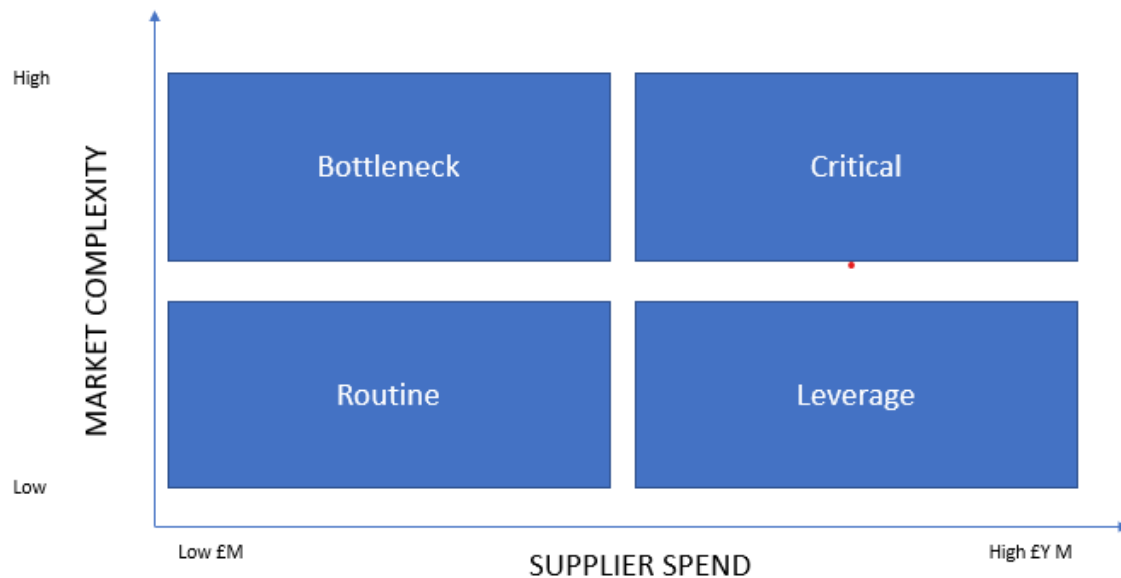 High
Bottleneck
Critical
MARKET COMPLEXITY
Routine
Leverage
Low
Low £M
High £Y M
SUPPLIER SPEND